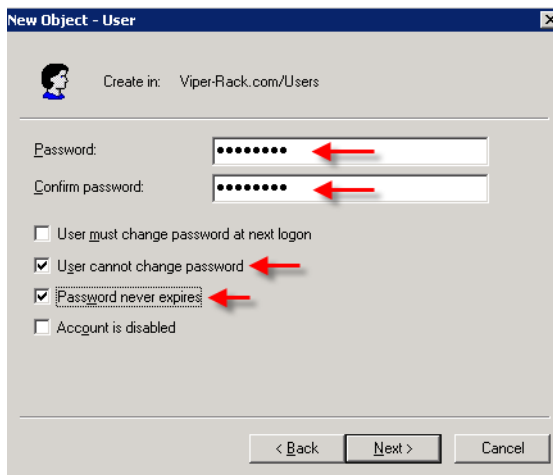 New Object - User
Create in: Viper-Rack.com/Users
Password:
Confirm password:
User must change password at next logon
User cannot change password
Password never expires
Account is disabled
< Back Next > Cancel